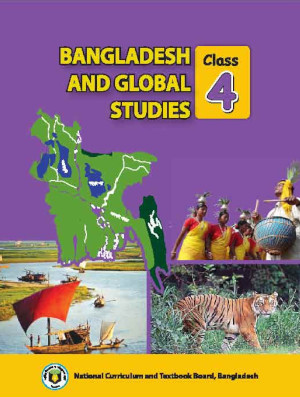 BANGLADESH
AND GLOBAL
STUDIES
Class
4
National Curriculum and Textbook Board, Bangladesh